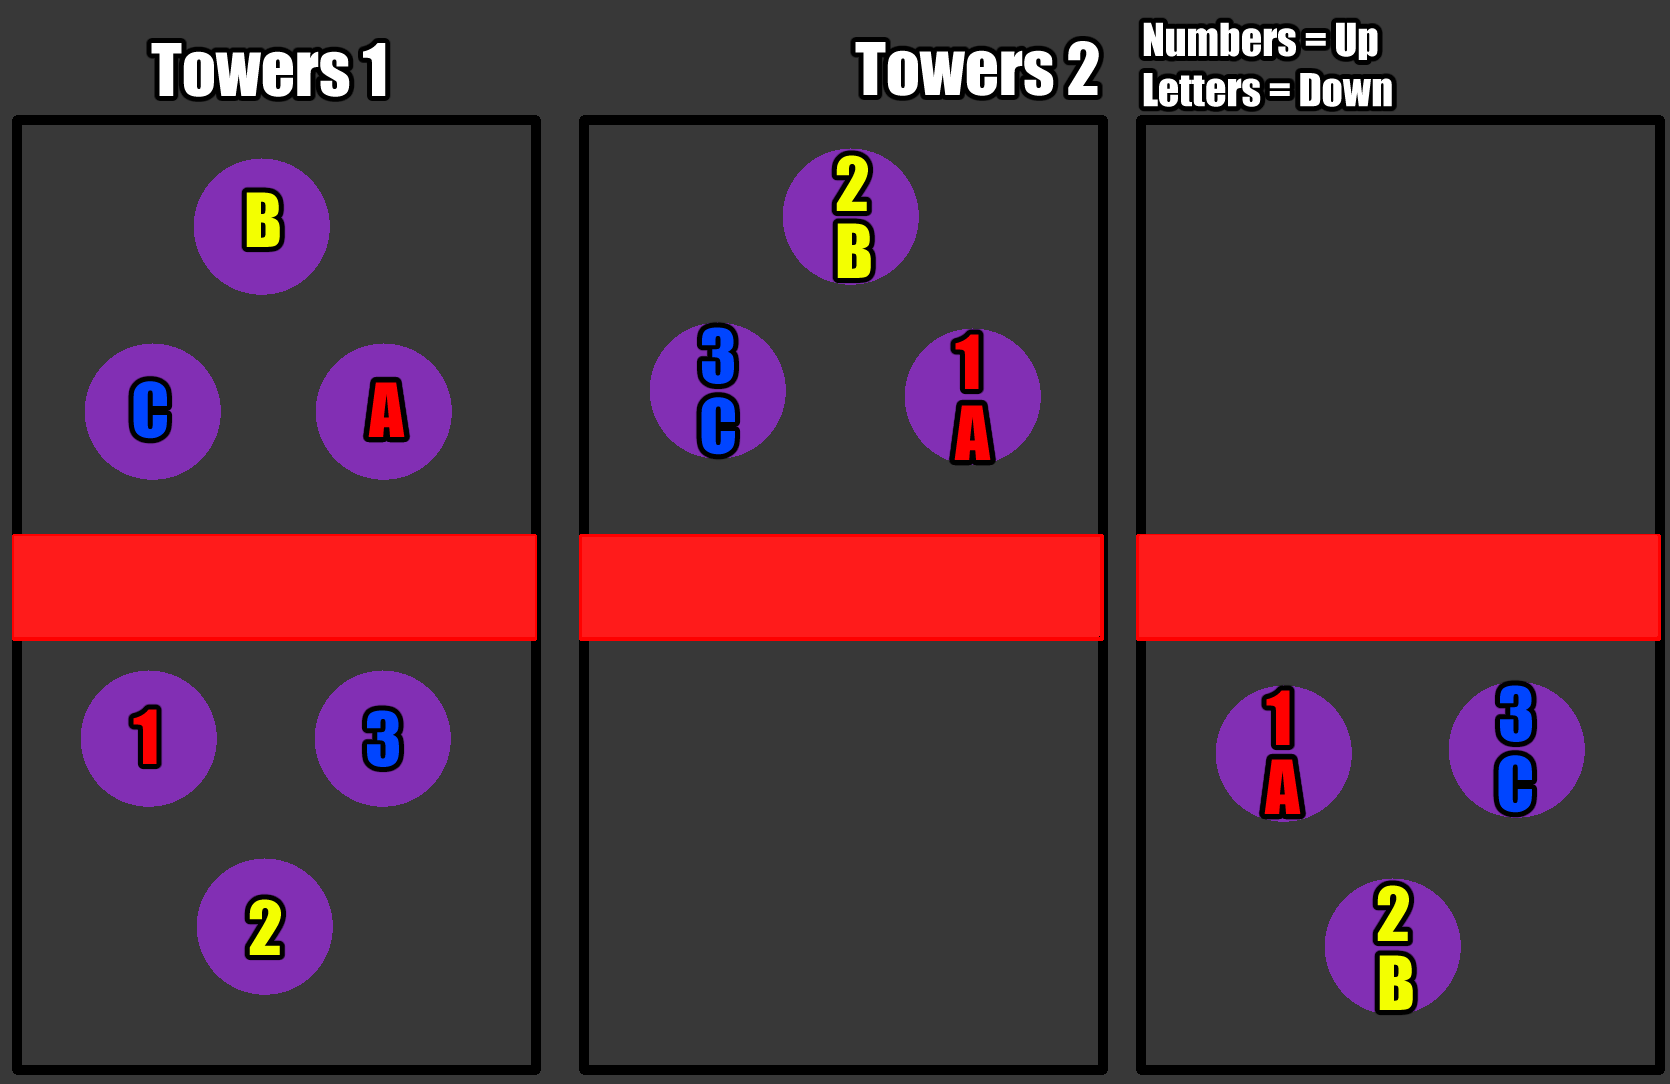 Towers 1
Towers 2
Numbers = Up
Letters = Down
B
C A
1 3
2
2
B
3 1
C A
1 3
A C
2
B